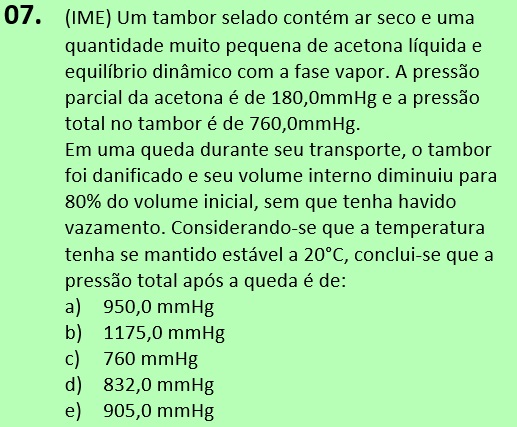 07. (IME) Um tambor selado contém ar seco e uma
quantidade muito pequena de acetona líquida e
equilíbrio dinâmico com a fase vapor. A pressão
parcial da acetona é de 180,0mmHg e a pressão
total no tambor é de 760,0mmHg.
Em uma queda durante seu transporte, o tambor
foi danificado e seu volume interno diminuiu para
80% do volume inicial, sem que tenha havido
vazamento. Considerando-se que a temperatura
tenha se mantido estável a 20°C, conclui-se que a
pressão total após a queda é de:
a) 950,0 mmHg
b) 1175,0 mmHg
c) 760 mmHg
d) 832,0 mmHg
e) 905,0 mmHg